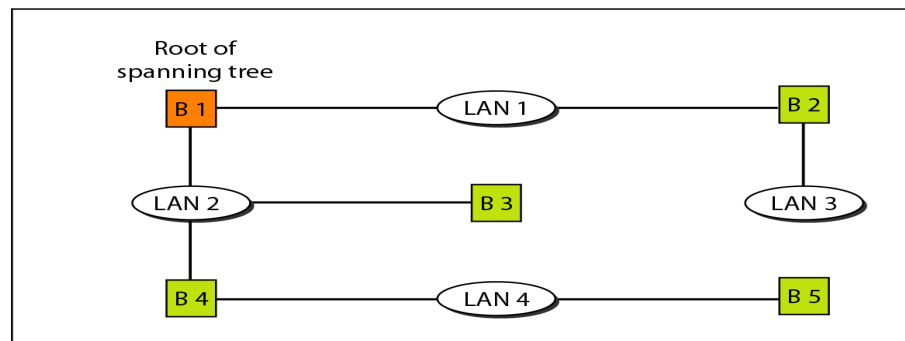 Root of
spanning tree
B 1
LAN 1
B 2
LAN 2
B 3
LAN 3
B 4
LAN 4
B 5